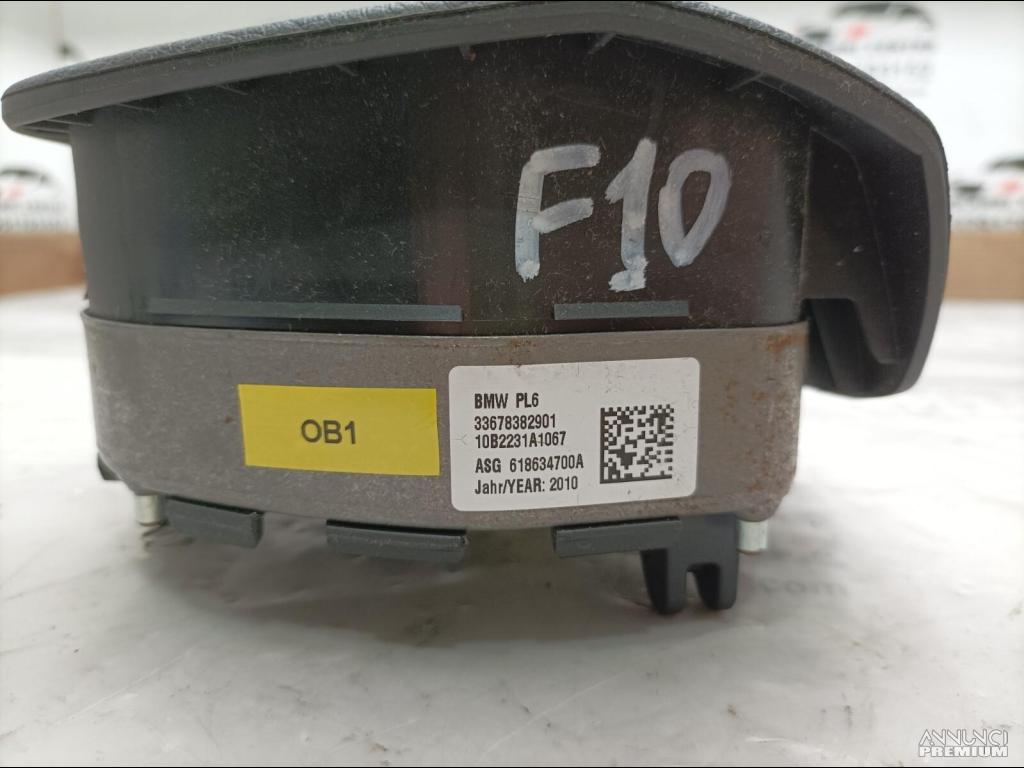 F10
OB1
BMW PL6
33678382901
10B2231A1067
ASG 618634700A
Jahr/YEAR: 2010
ANNUNCI
PREMIUM